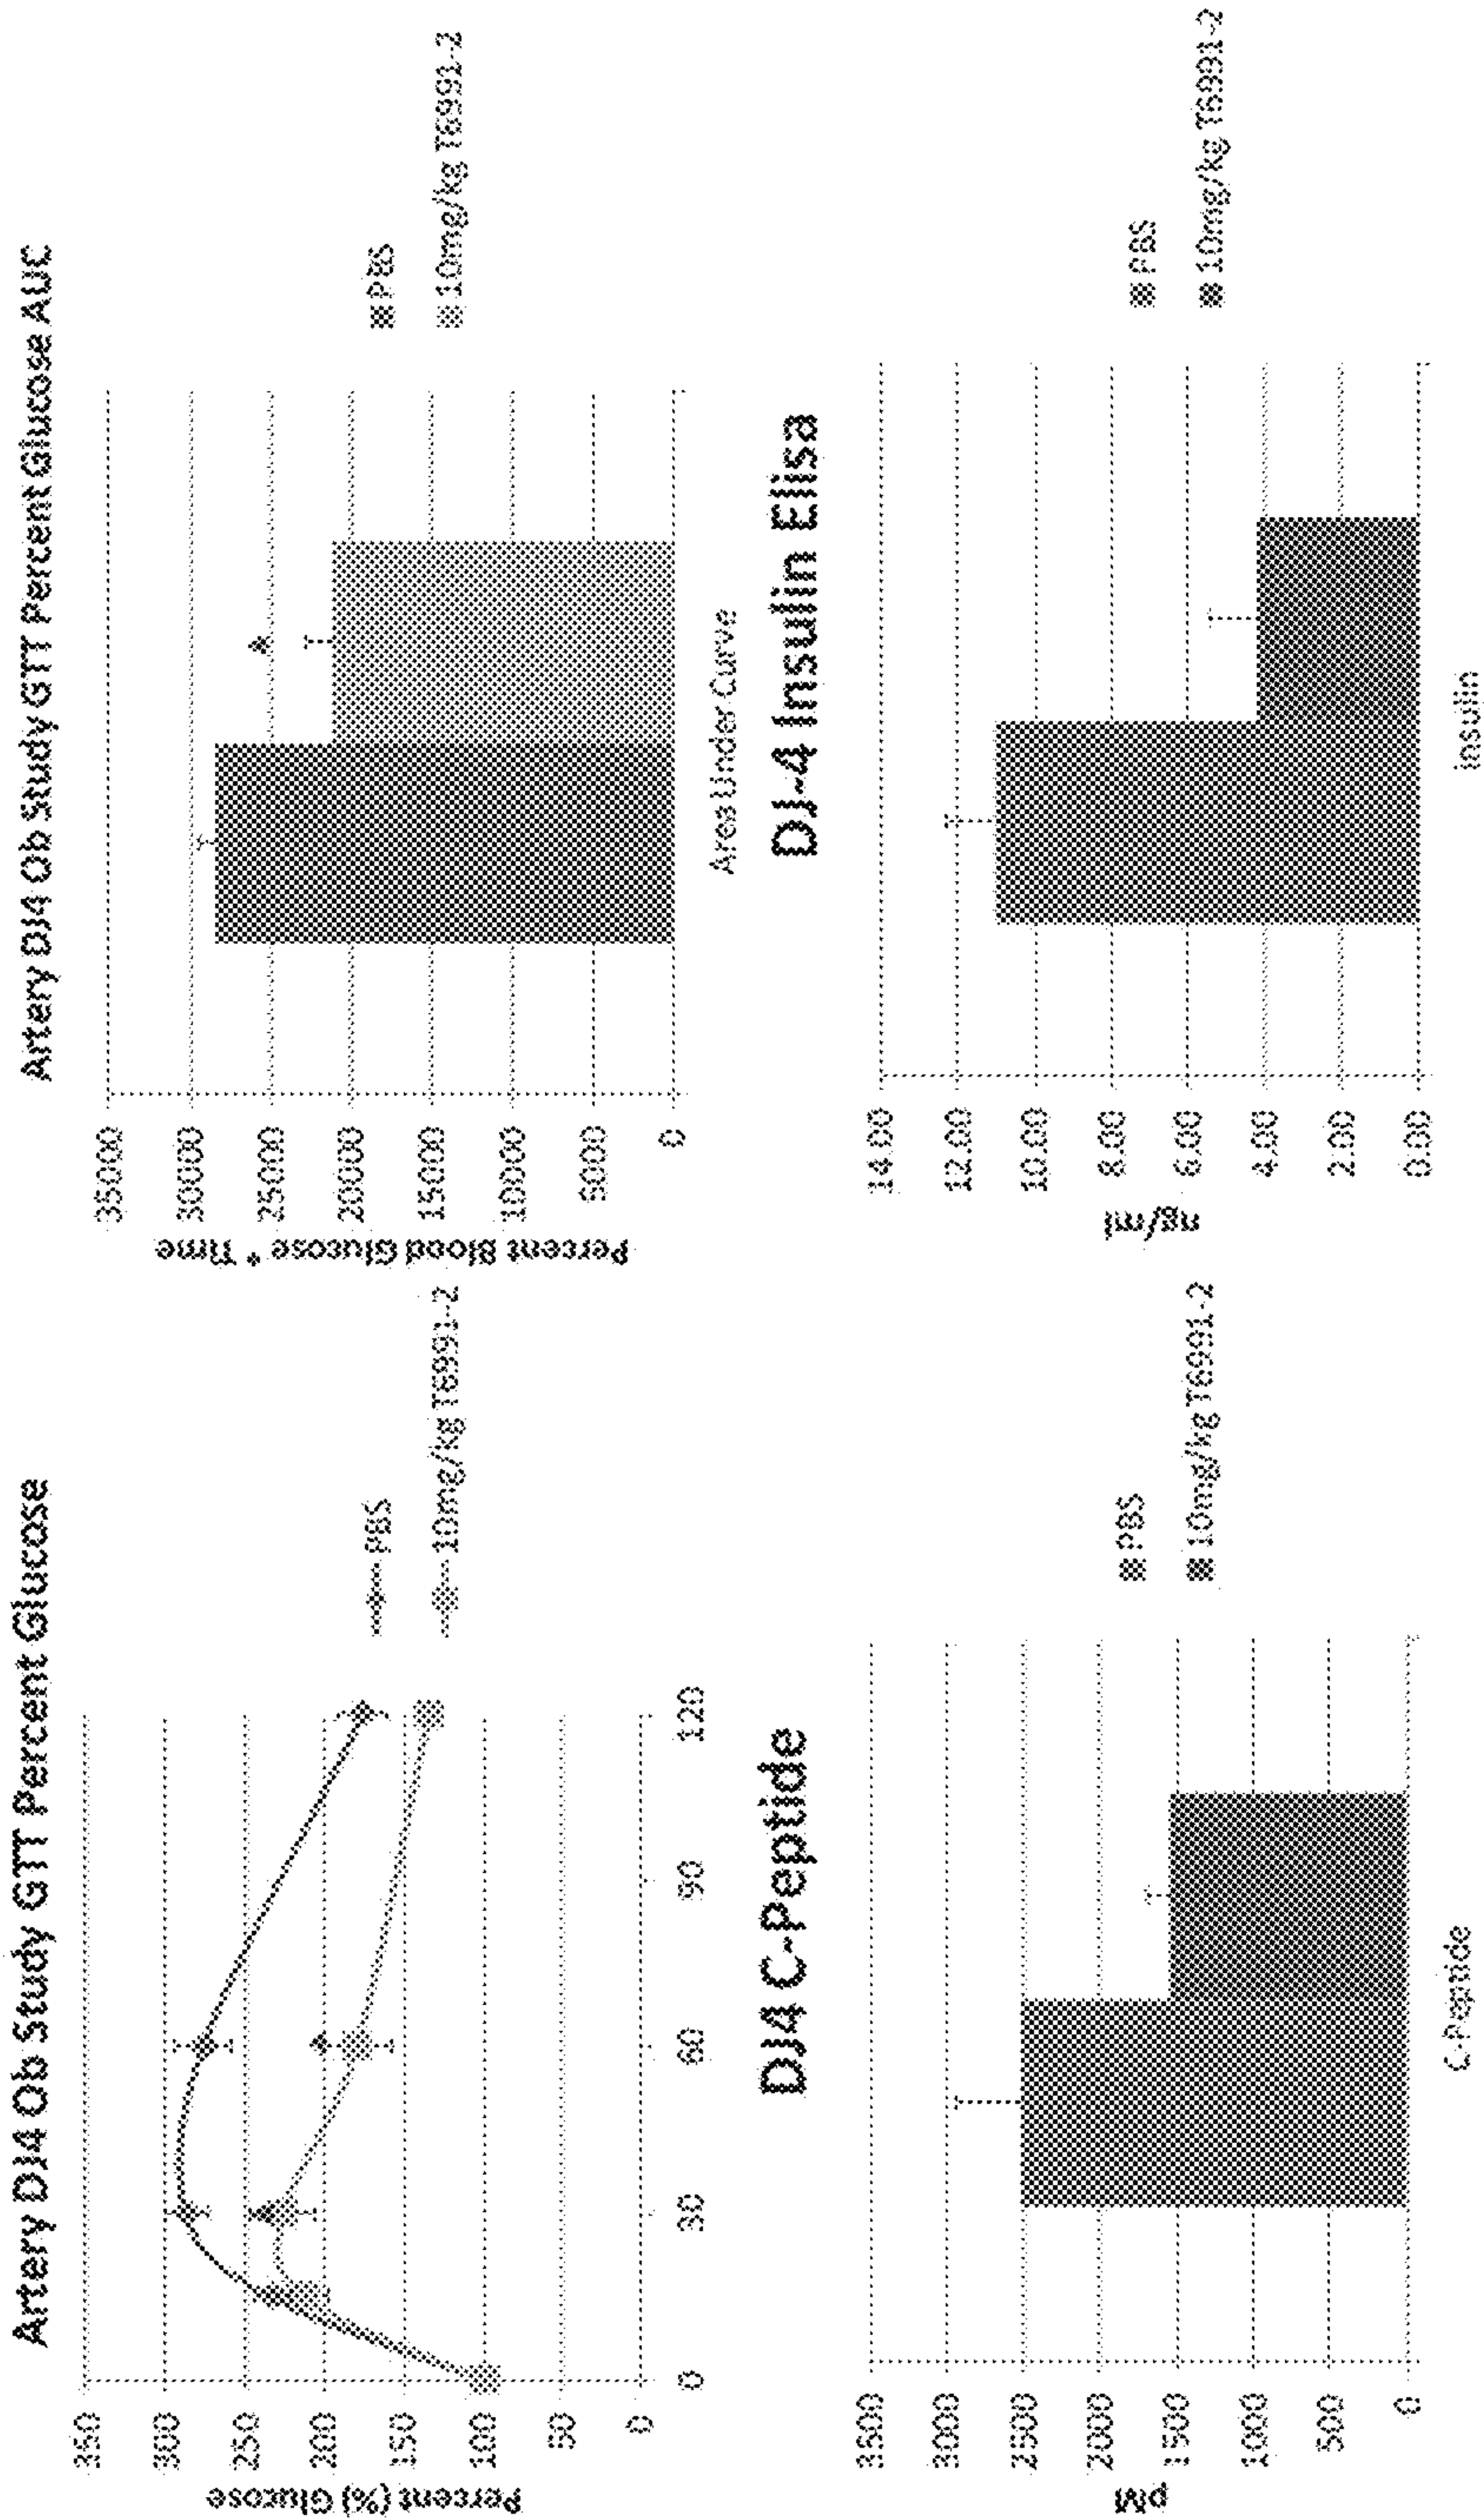 Artery DJ4 Ob Study GTT Percent Glucose
Percent (%) Glucose
350
300
250
200
150
100
50
0
0
30
60
90
120
PBS
10mg/kg T6991-2
Artery DJ4 Ob Study GTT Percent Glucose AUC
Percent Blood Glucose * Time
35000
30000
25000
20000
15000
10000
5000
0
Area Under Curve
PBS
10mg/kg T6991-2
DJ4 C-Peptide
pM
3500
3000
2500
2000
1500
1000
500
0
C-Peptide
PBS
10mg/kg T6991-2
DJ-4 Insulin Elisa
ng/ml
14.00
12.00
10.00
8.00
6.00
4.00
2.00
0.00
Insulin
PBS
10mg/kg T6991-2